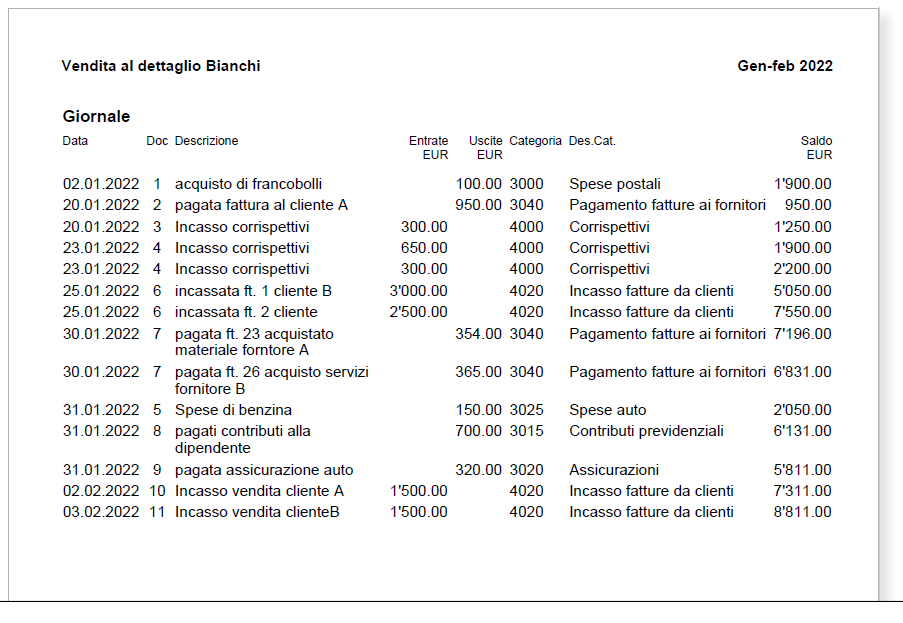 Vendita al dettaglio Bianchi Gen-feb 2022
Giornale
Data Doc Descrizione Entrate Uscite Categoria Des.Cat. Saldo
EUR EUR EUR
02.01.2022 1 acquisto di francobolli 100.00 3000 Spese postali 1'900.00
20.01.2022 2 pagata fattura al cliente A 950.00 3040 Pagamento fatture ai fornitori 950.00
20.01.2022 3 Incasso corrispettivi 300.00 4000 Corrispettivi 1'250.00
23.01.2022 4 Incasso corrispettivi 650.00 4000 Corrispettivi 1'900.00
23.01.2022 4 Incasso corrispettivi 300.00 4000 Corrispettivi 2'200.00
25.01.2022 6 incassata ft. 1 cliente B 3'000.00 4020 Incasso fatture da clienti 5'050.00
25.01.2022 6 incassata ft. 2 cliente 2'500.00 4020 Incasso fatture da clienti 7'550.00
30.01.2022 7 pagata ft. 23 acquistato 354.00 3040 Pagamento fatture ai fornitori 7'196.00
materiale forntore A
30.01.2022 7 pagata ft. 26 acquisto servizi 365.00 3040 Pagamento fatture ai fornitori 6'831.00
fornitore B
31.01.2022 5 Spese di benzina 150.00 3025 Spese auto 2'050.00
31.01.2022 8 pagati contributi alla 700.00 3015 Contributi previdenziali 6'131.00
dipendente
31.01.2022 9 pagata assicurazione auto 320.00 3020 Assicurazioni 5'811.00
02.02.2022 10 Incasso vendita cliente A 1'500.00 4020 Incasso fatture da clienti 7'311.00
03.02.2022 11 Incasso vendita clienteB 1'500.00 4020 Incasso fatture da clienti 8'811.00